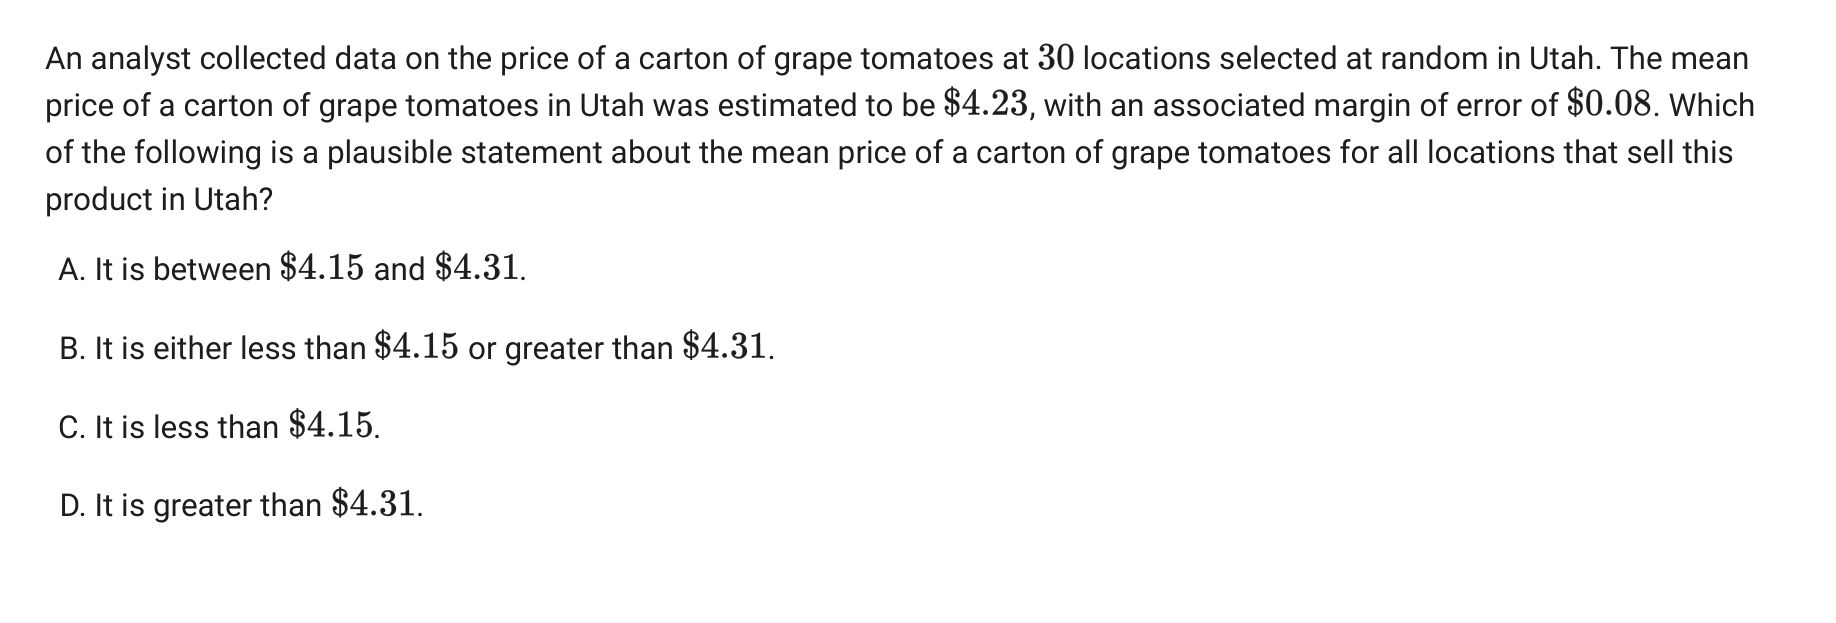 An analyst collected data on the price of a carton of grape tomatoes at 30 locations selected at random in Utah. The mean
price of a carton of grape tomatoes in Utah was estimated to be $4.23, with an associated margin of error of $0.08. Which
of the following is a plausible statement about the mean price of a carton of grape tomatoes for all locations that sell this
product in Utah?
A. It is between $4.15 and $4.31.
B. It is either less than $4.15 or greater than $4.31.
C. It is less than $4.15.
D. It is greater than $4.31.